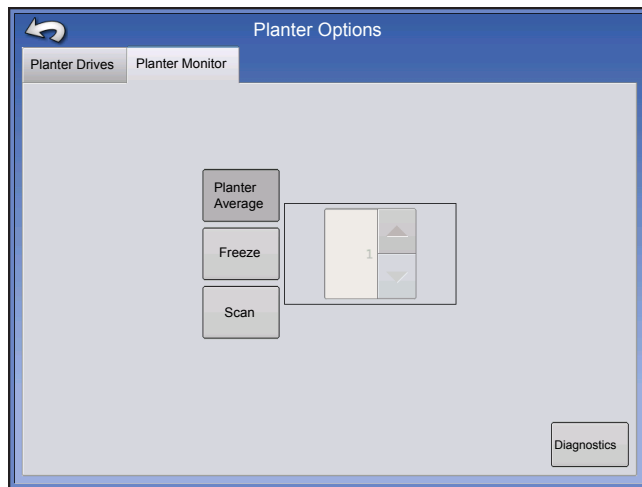 Planter Options
Planter Drives
Planter Monitor
Planter
Average
Freeze
1
Scan
Diagnostics